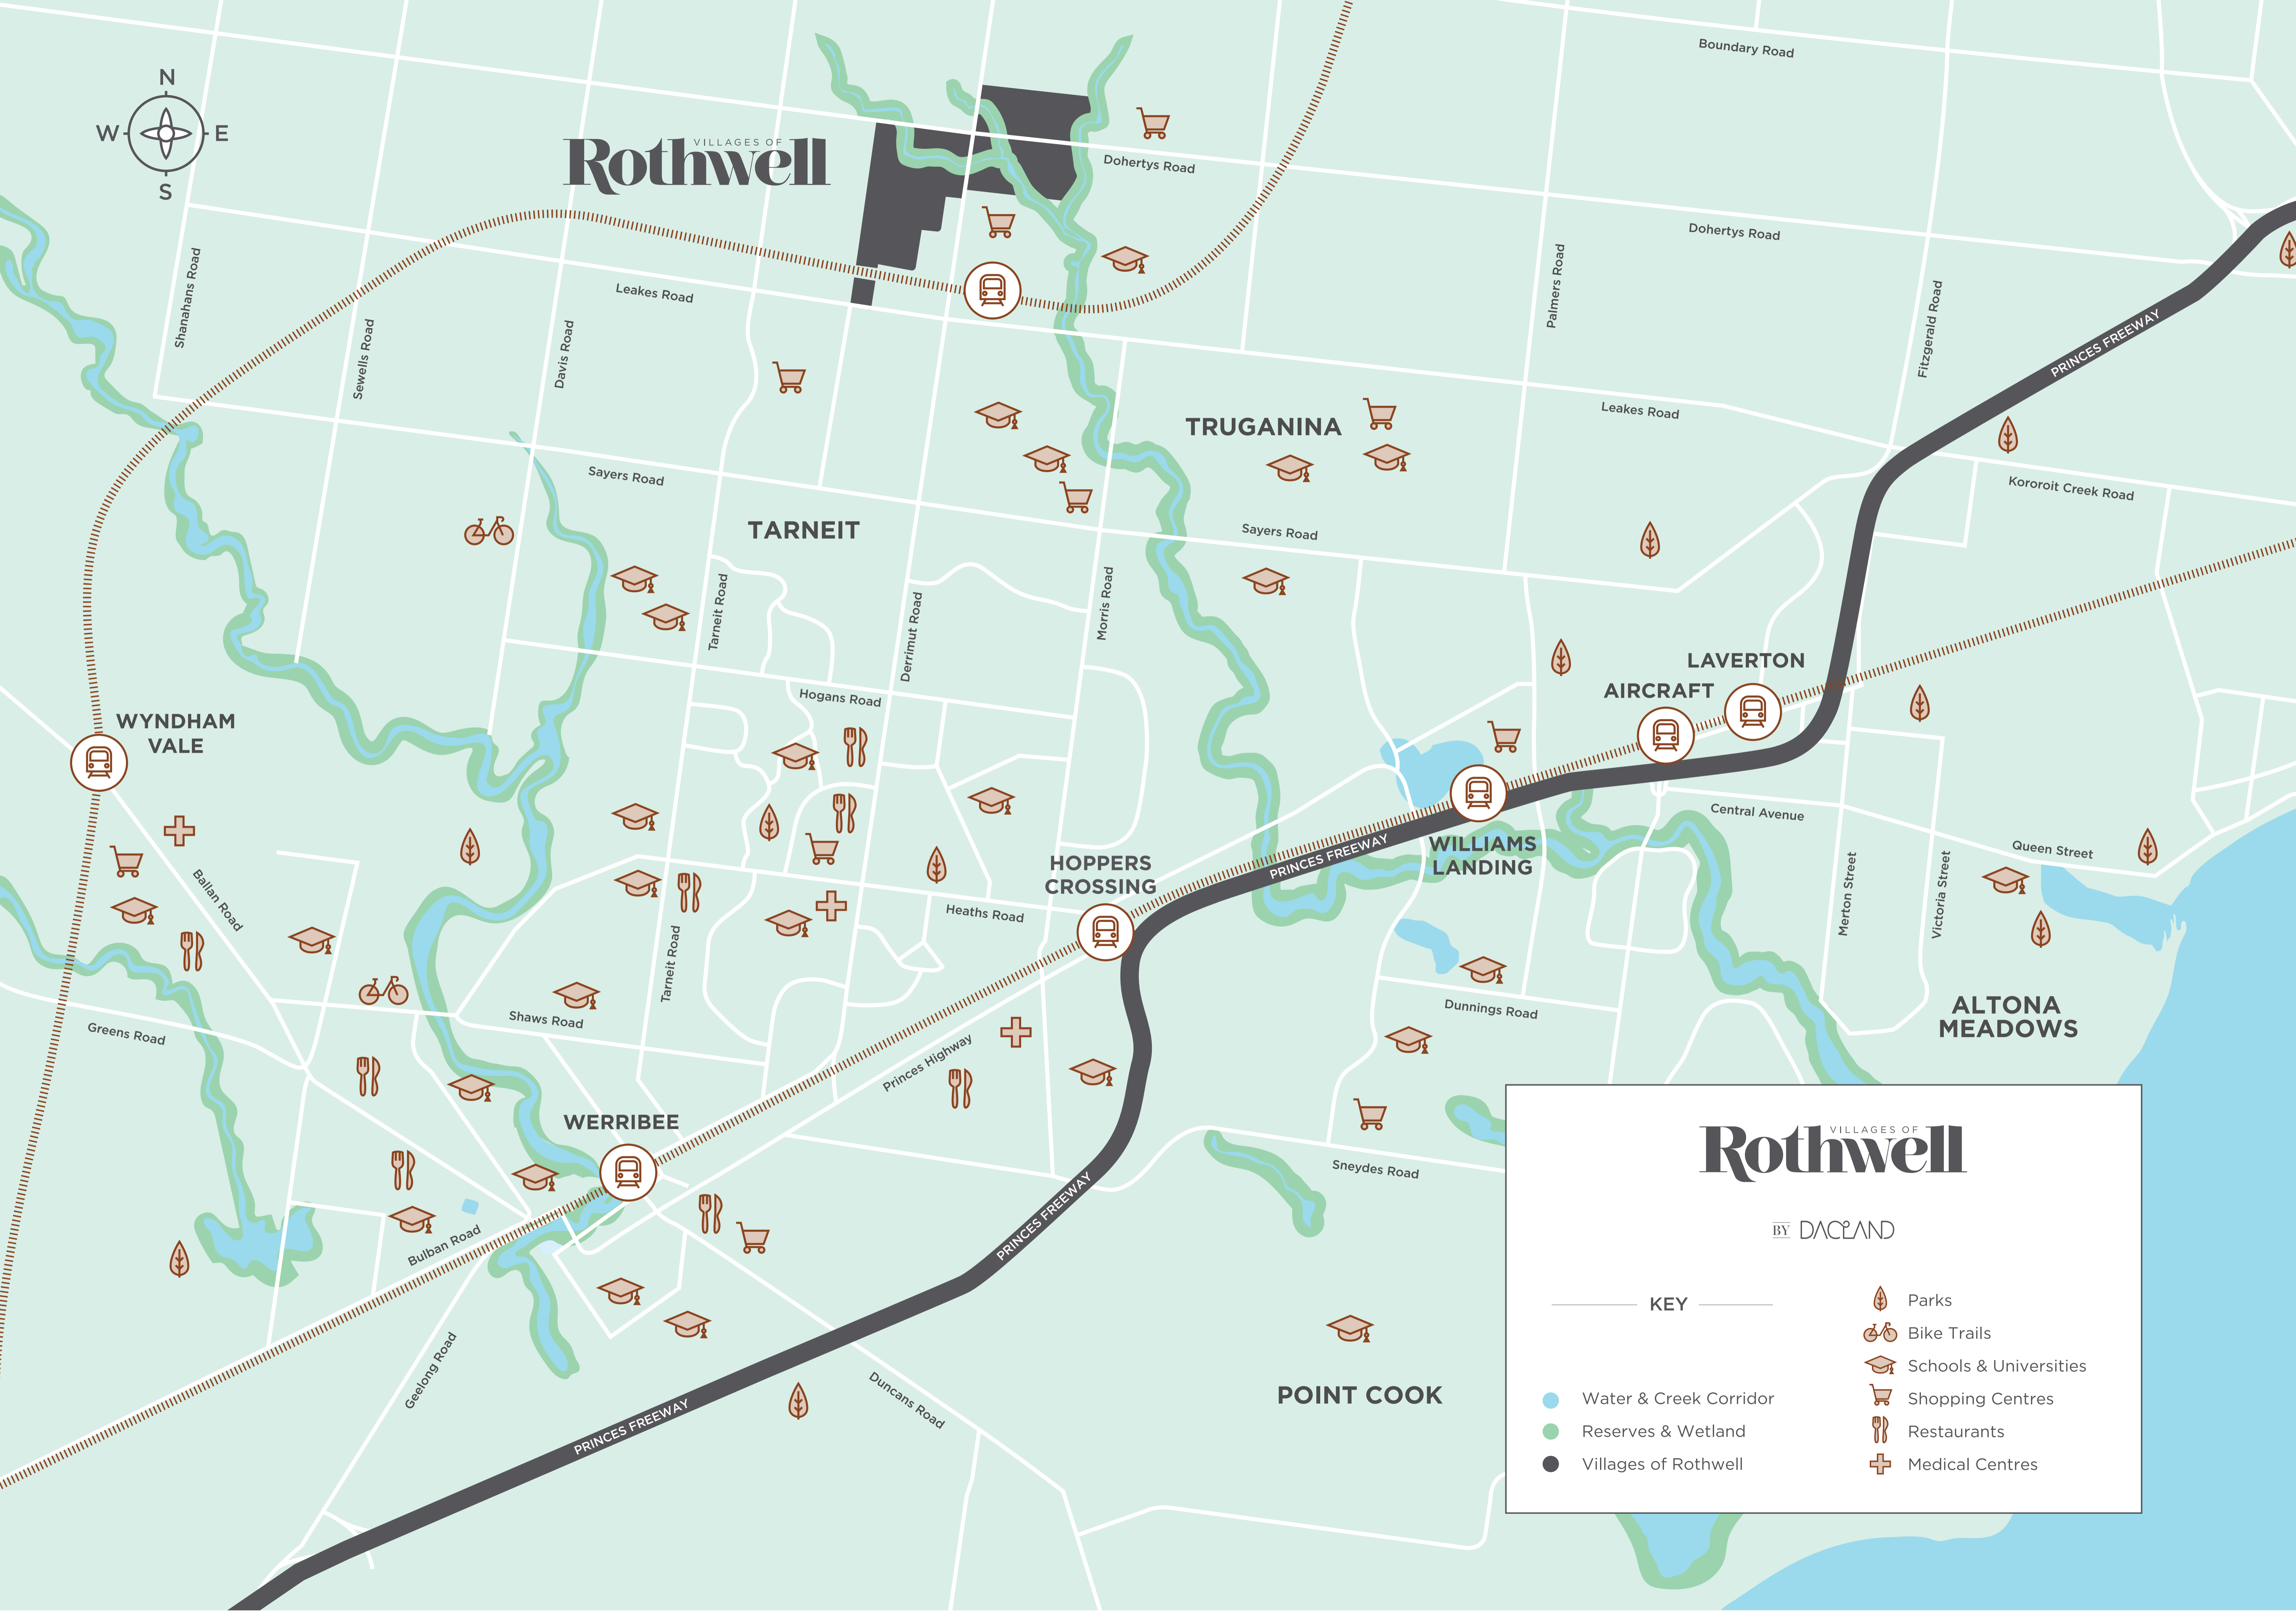 Boundary Road
N
W
E
S
VILLAGES OF
Rothwell
Dohertys Road
Dohertys Road
Shanahans Road
Sewells Road
Davis Road
Leakes Road
Palmers Road
Fitzgerald Road
PRINCES FREEWAY
Leakes Road
TRUGANINA
Sayers Road
TARNEIT
Sayers Road
Kororoit Creek Road
Tarneit Road
Derrimut Road
Morris Road
Hogans Road
LAVERTON
AIRCRAFT
WYNDHAM
VALE
Central Avenue
WILLIAMS
LANDING
PRINCES FREEWAY
HOPPERS
CROSSING
Queen Street
Merton Street
Victoria Street
Ballan Road
Heaths Road
Tarneit Road
Shaws Road
Greens Road
Dunnings Road
ALTONA
MEADOWS
Princes Highway
WERRIBEE
Sneydes Road
PRINCES FREEWAY
Bulban Road
Geelong Road
Duncans Road
PRINCES FREEWAY
POINT COOK
VILLAGES OF
Rothwell
BY DACLAND
KEY
Water & Creek Corridor
Reserves & Wetland
Villages of Rothwell
Parks
Bike Trails
Schools & Universities
Shopping Centres
Restaurants
Medical Centres